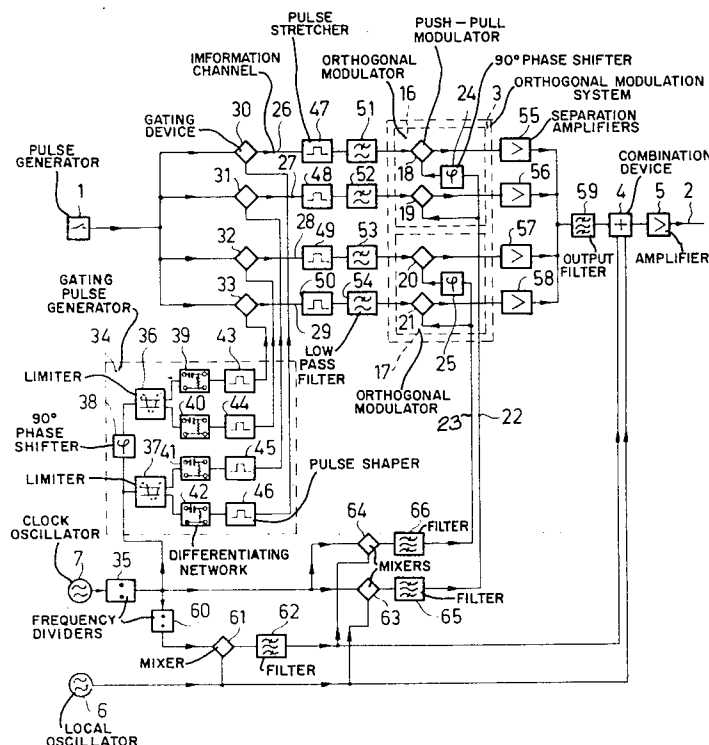 PULSE
STRETCHER
PUSH-PULL
MODULATOR
IMFORMATION
CHANNEL
ORTHOGONAL
MODULATOR
90° PHASE SHIFTER
ORTHOGONAL
MODULATION
SYSTEM
GATING
DEVICE
30
26
47
51
16
24
3
55
SEPARATION
AMPLIFIERS
PULSE
GENERATOR
1
18
COMBINATION
DEVICE
31
27
48
52
19
56
59
4
5
2
32
28
49
53
20
57
OUTPUT
FILTER
AMPLIFIER
33
50
54
21
58
29
25
GATING
PULSE
GENERATOR
34
36
39
43
LOW
PASS
FILTER
17
ORTHOGONAL
MODULATOR
LIMITER
38
90°
PHASE
SHIFTER
40
44
23
22
37
41
45
LIMITER
42
46
PULSE SHAPER
CLOCK
OSCILLATOR
7
35
DIFFERENTIATING
NETWORK
64
66
FILTER
MIXERS
FREQUENCY
DIVIDERS
60
61
62
63
65
FILTER
MIXER
FILTER
6
LOCAL
OSCILLATOR